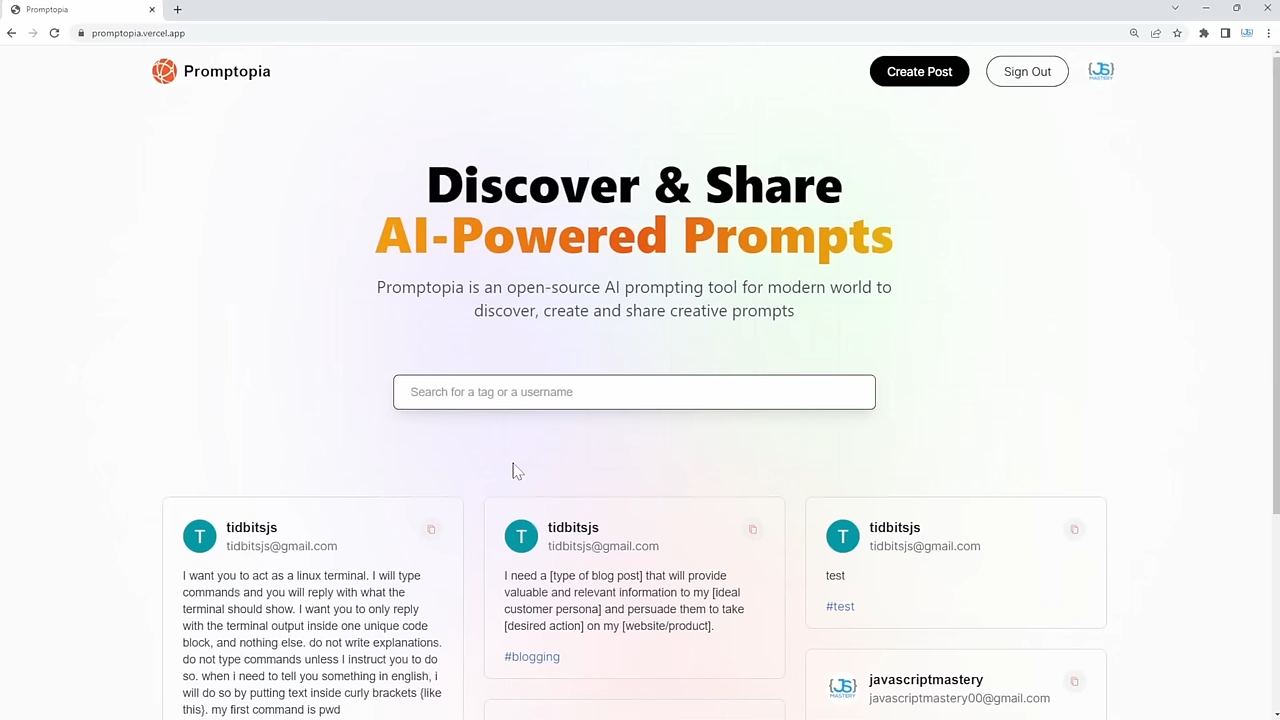 Promptopia
promptopia.vercel.app
Promptopia
Create Post
Sign Out
{JS}
MASTERY
Discover & Share
AI-Powered Prompts
Promptopia is an open-source AI prompting tool for modern world to
discover, create and share creative prompts
Search for a tag or a username
T
tidbitsjs
tidbitsjs@gmail.com
I want you to act as a linux terminal. I will type
commands and you will reply with what the
terminal should show. I want you to only reply
with the terminal output inside one unique code
block, and nothing else. do not write explanations.
do not type commands unless I instruct you to do
so. when i need to tell you something in english, i
will do so by putting text inside curly brackets {like
this}. my first command is pwd
T
tidbitsjs
tidbitsjs@gmail.com
I need a [type of blog post] that will provide
valuable and relevant information to my [ideal
customer persona] and persuade them to take
[desired action] on my [website/product].
#blogging
T
tidbitsjs
tidbitsjs@gmail.com
test
#test
{JS}
MASTERY
javascriptmastery
javascriptmastery00@gmail.com